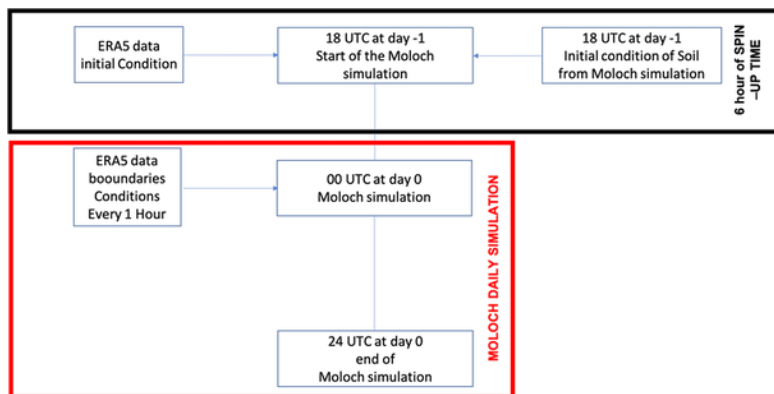 ERA5 data
initial Condition
18 UTC at day -1
Start of the Moloch
simulation
18 UTC at day -1
Initial condition of Soil
from Moloch simulation
6 hour of SPIN
–UP TIME
ERA5 data
boundaries
Conditions
Every 1 Hour
00 UTC at day 0
Moloch simulation
24 UTC at day 0
end of
Moloch simulation
MOLOCH DAILY SIMULATION